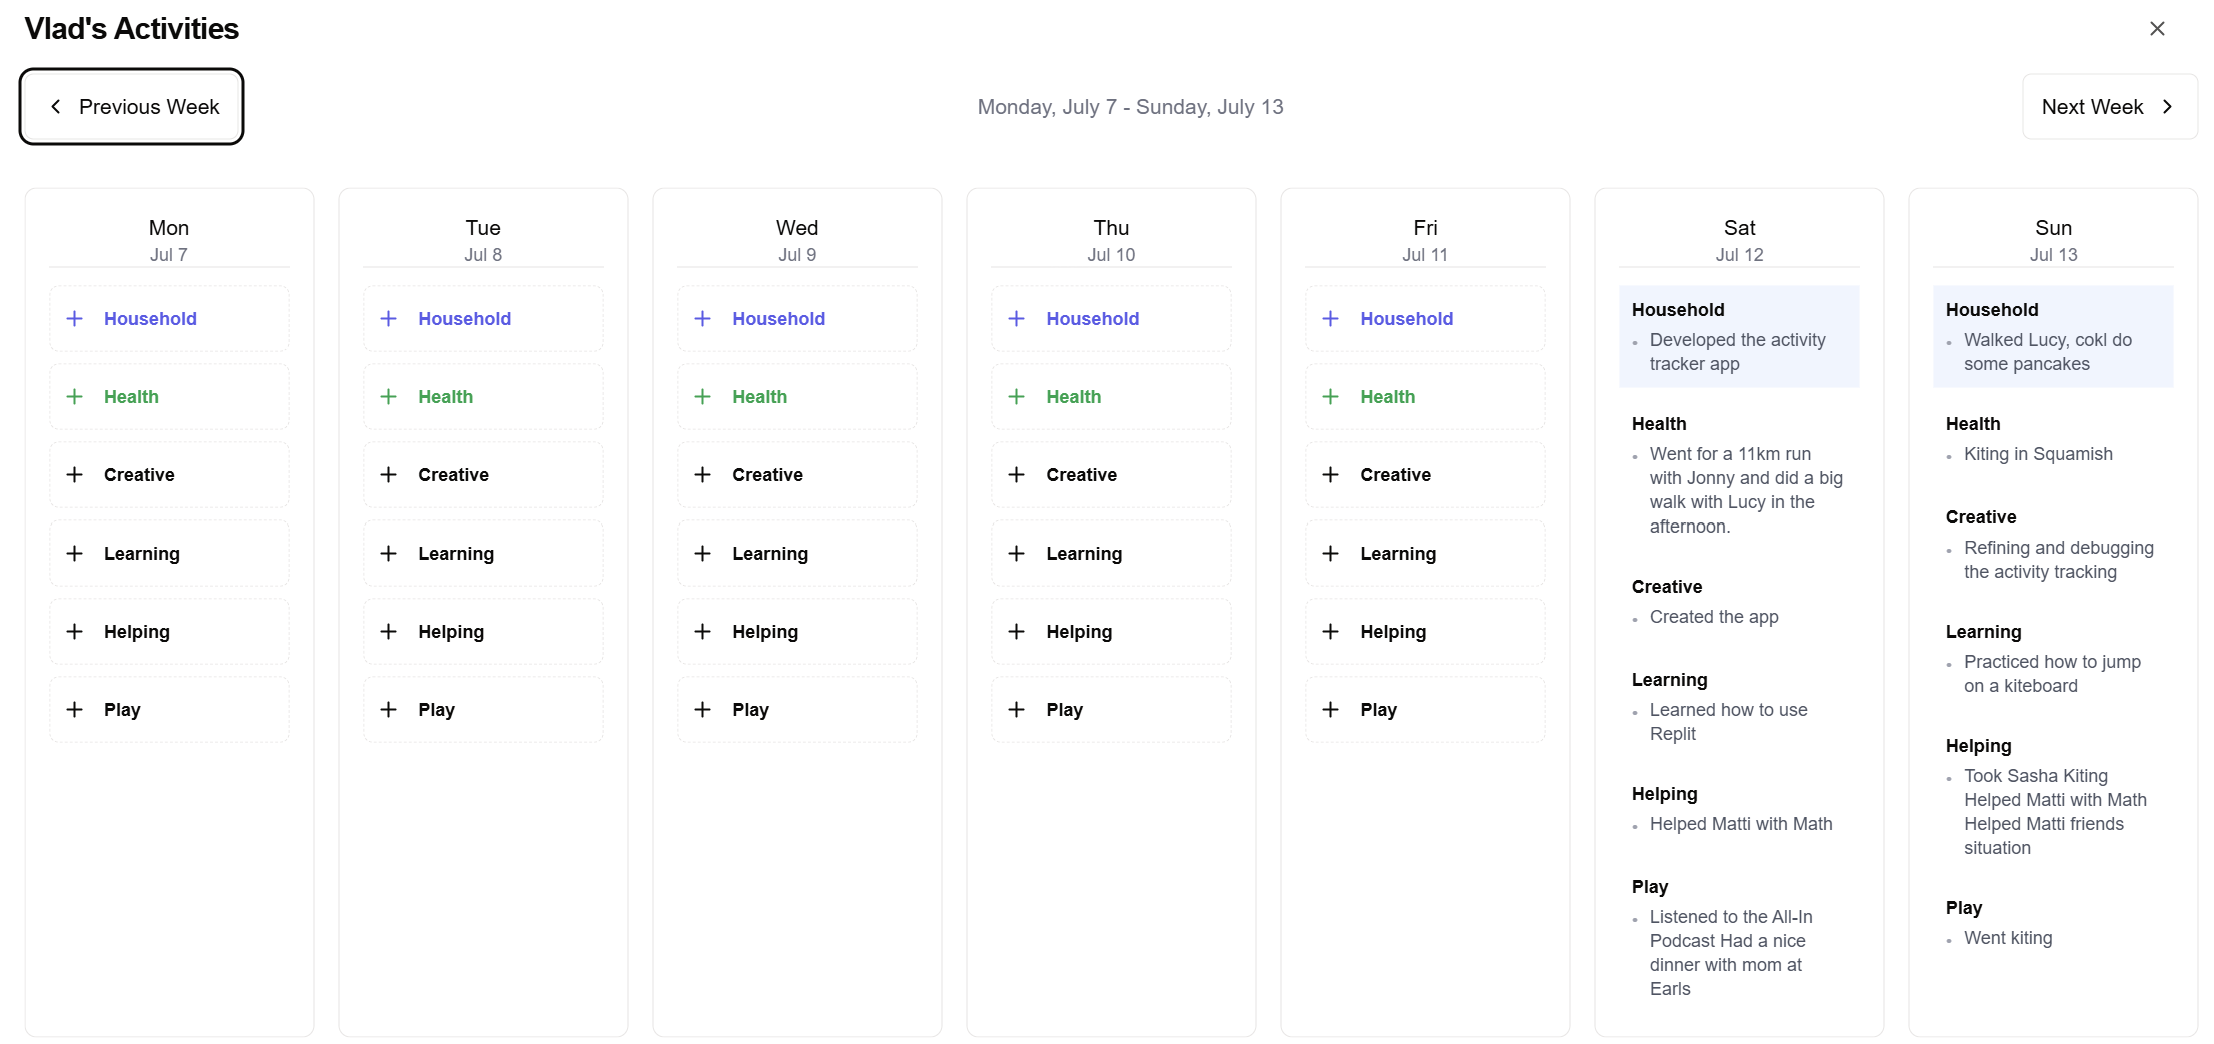 Vlad's Activities
Previous Week
Monday, July 7 - Sunday, July 13
Next Week
Mon
Jul 7
Household
Health
Creative
Learning
Helping
Play
Tue
Jul 8
Household
Health
Creative
Learning
Helping
Play
Wed
Jul 9
Household
Health
Creative
Learning
Helping
Play
Thu
Jul 10
Household
Health
Creative
Learning
Helping
Play
Fri
Jul 11
Household
Health
Creative
Learning
Helping
Play
Sat
Jul 12
Household
• Developed the activity
tracker app
Health
• Went for a 11km run
with Jonny and did a big
walk with Lucy in the
afternoon.
Creative
• Created the app
Learning
• Learned how to use
Replit
Helping
• Helped Matti with Math
Play
• Listened to the All-In
Podcast Had a nice
dinner with mom at
Earls
Sun
Jul 13
Household
• Walked Lucy, cokl do
some pancakes
Health
• Kiting in Squamish
Creative
• Refining and debugging
the activity tracking
Learning
• Practiced how to jump
on a kiteboard
Helping
• Took Sasha Kiting
Helped Matti with Math
Helped Matti friends
situation
Play
• Went kiting